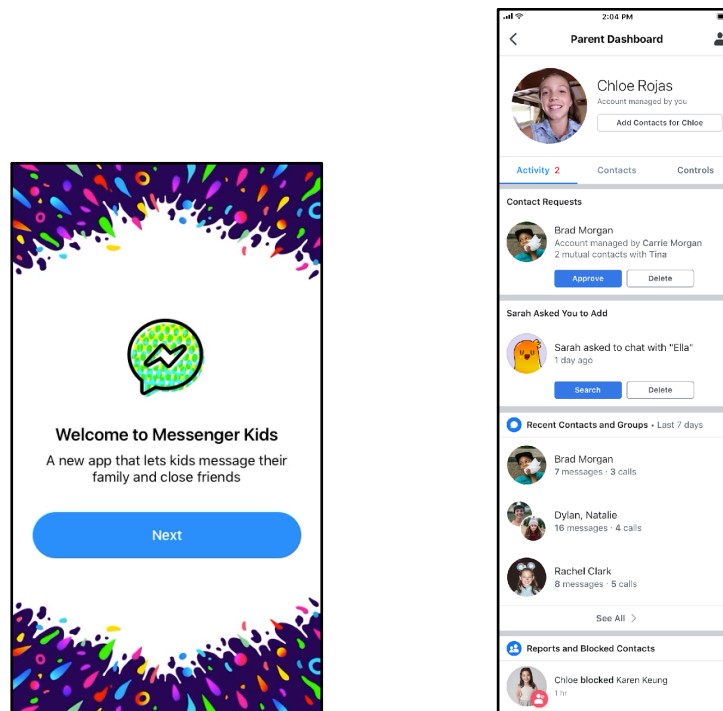 Welcome to Messenger Kids
A new app that lets kids message their
family and close friends
Next
2:04 PM
Parent Dashboard
Chloe Rojas
Account managed by you
Add Contacts for Chloe
Activity 2 Contacts Controls
Contact Requests
Brad Morgan
Account managed by Carrie Morgan
2 mutual contacts with Tina
Approve Delete
Sarah Asked You to Add
Sarah asked to chat with "Ella"
1 day ago
Search Delete
Recent Contacts and Groups • Last 7 days
Brad Morgan
7 messages · 3 calls
Dylan, Natalie
16 messages · 4 calls
Rachel Clark
8 messages · 5 calls
See All
Reports and Blocked Contacts
Chloe blocked Karen Keung
1 hr